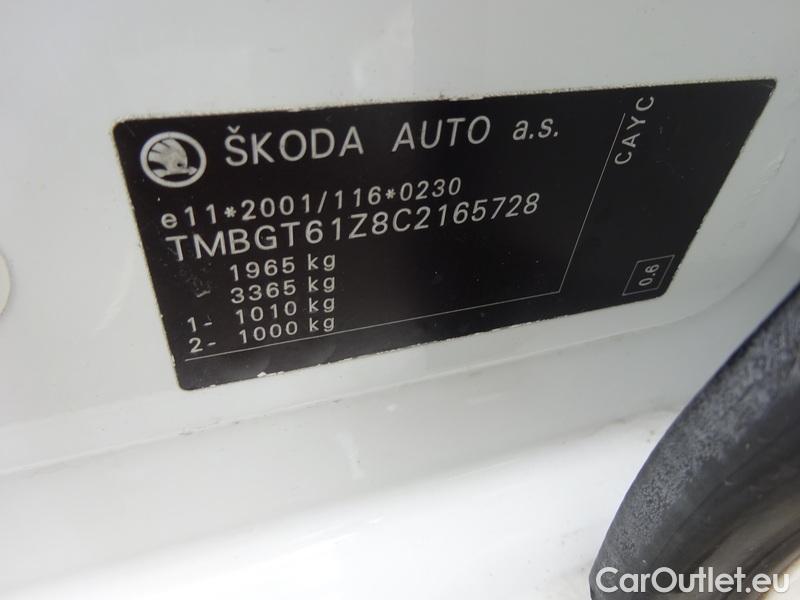 ŠKODA AUTO a.s.
e11*2001/116*0230
TMBGT61Z8C2165728
1965 kg
3365 kg
1- 1010 kg
2- 1000 kg
CAYC
0.6
CarOutlet.eu